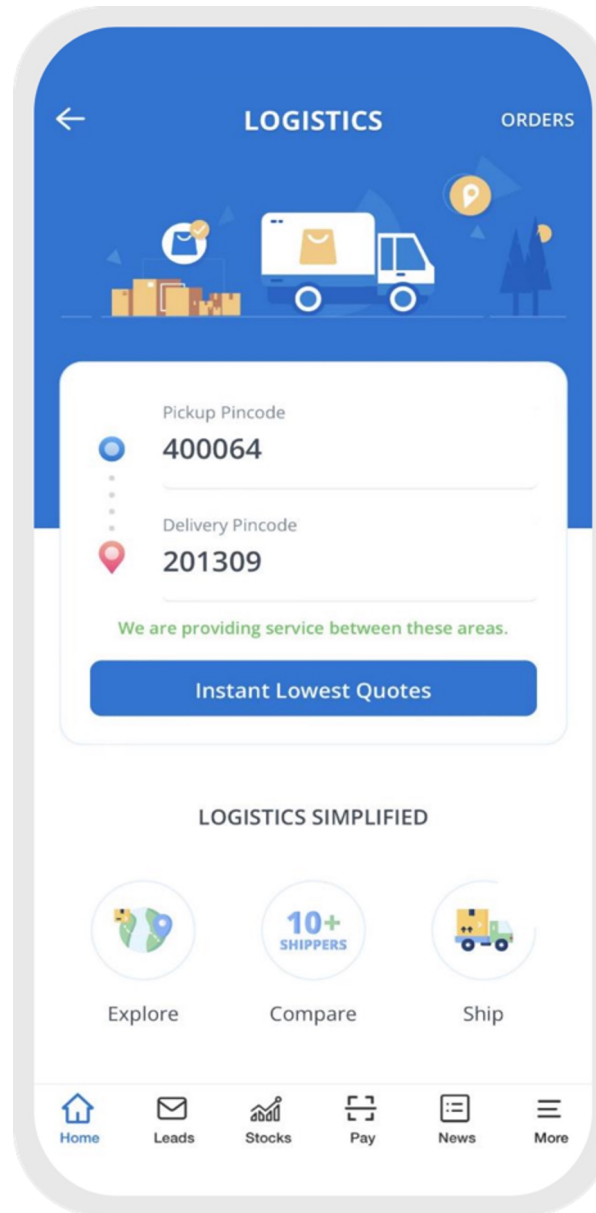 LOGISTICS
ORDERS
Pickup Pincode
400064
Delivery Pincode
201309
We are providing service between these areas.
Instant Lowest Quotes
LOGISTICS SIMPLIFIED
10+
SHIPPERS
Explore
Compare
Ship
Home
Leads
Stocks
Pay
News
More